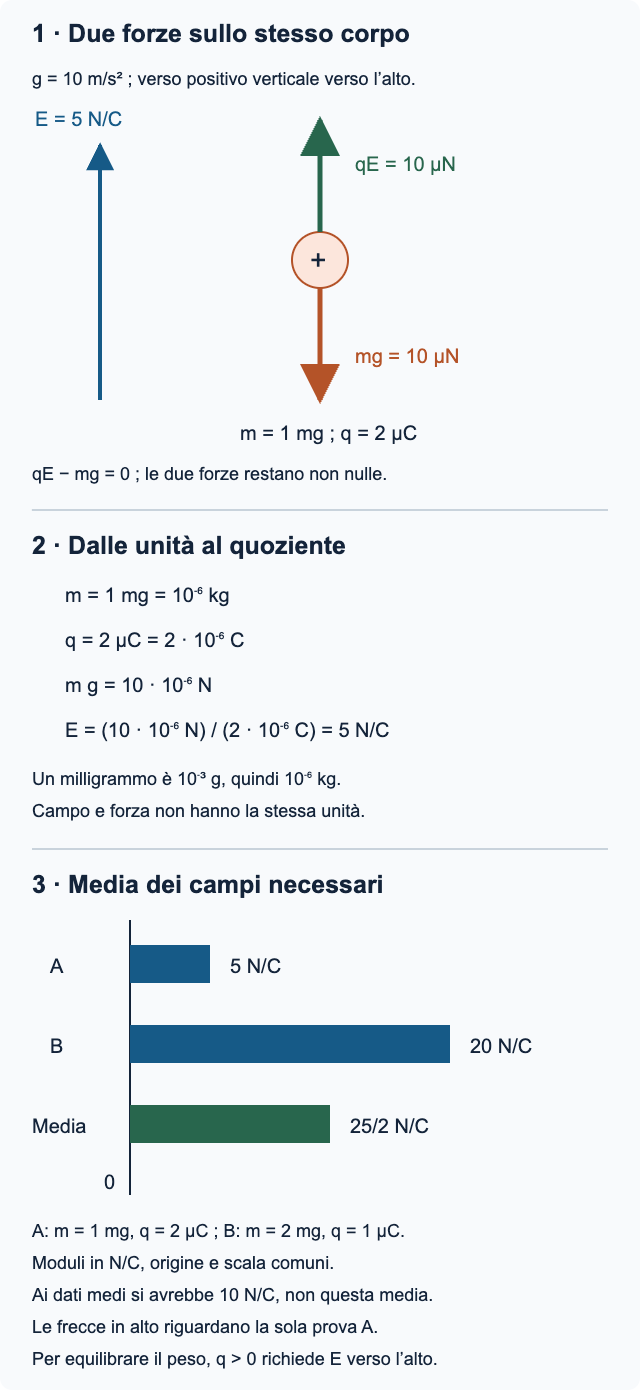 1 · Due forze sullo stesso corpo
g = 10 m/s² ; verso positivo verticale verso l’alto.
E = 5 N/C
qE = 10 µN
+
mg = 10 µN
m = 1 mg ; q = 2 µC
qE − mg = 0 ; le due forze restano non nulle.
2 · Dalle unità al quoziente
m = 1 mg = 10⁻⁶ kg
q = 2 µC = 2 · 10⁻⁶ C
m g = 10 · 10⁻⁶ N
E = (10 · 10⁻⁶ N) / (2 · 10⁻⁶ C) = 5 N/C
Un milligrammo è 10⁻³ g, quindi 10⁻⁶ kg.
Campo e forza non hanno la stessa unità.
3 · Media dei campi necessari
A 5 N/C
B 20 N/C
Media 25/2 N/C
0
A: m = 1 mg, q = 2 µC ; B: m = 2 mg, q = 1 µC.
Moduli in N/C, origine e scala comuni.
Ai dati medi si avrebbe 10 N/C, non questa media.
Le frecce in alto riguardano la sola prova A.
Per equilibrare il peso, q > 0 richiede E verso l’alto.